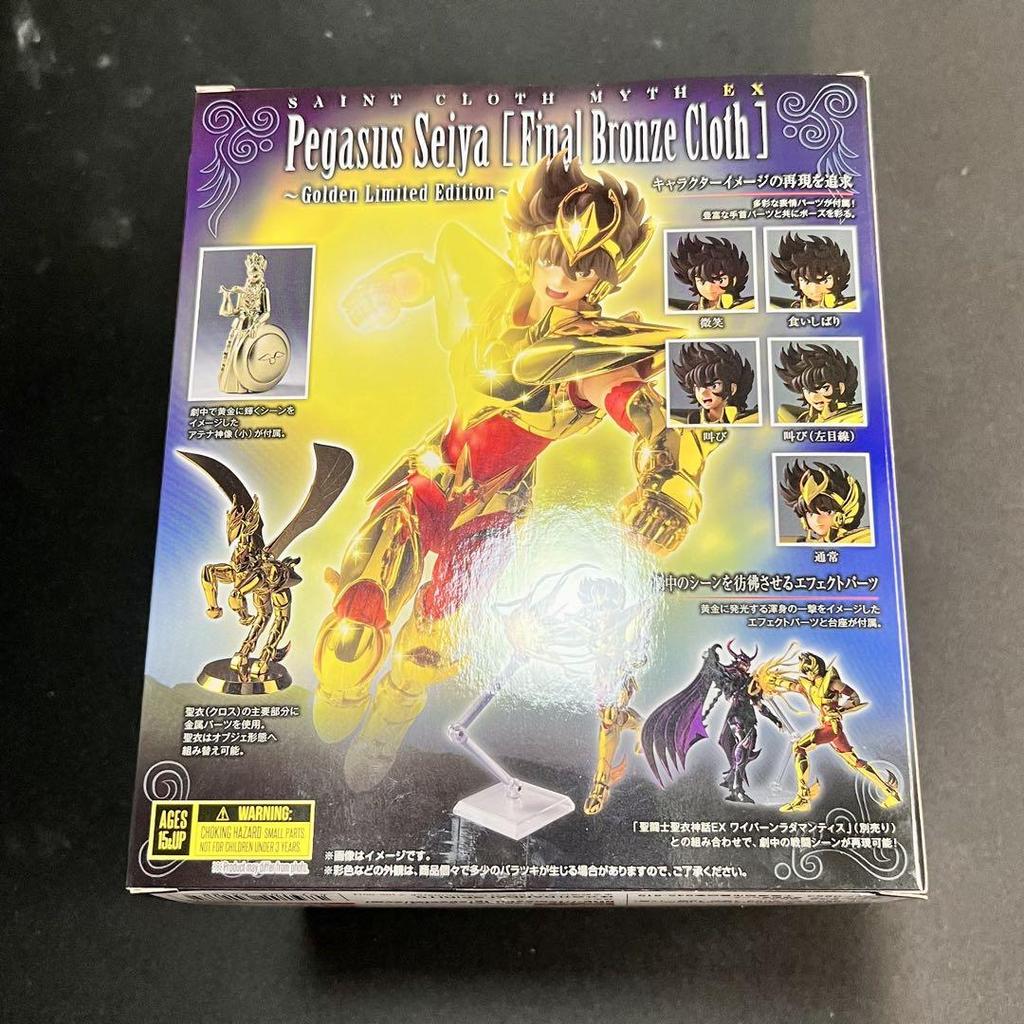 SAINT CLOTH MYTH EX
Pegasus Seiya [Final Bronze Cloth]
~Golden Limited Edition~
キャラクターイメージの再現を追求
多彩な表情パーツが付属!
豊富な手首パーツと共にポーズを彩る。
微笑
食いしばり
叫び
叫び(左目線)
通常
劇中で黄金に輝くシーンを
イメージした
アテナ神像(小)が付属。
中のシーンを彷彿させるエフェクトパーツ
黄金に発光する渾身の一撃をイメージした
エフェクトパーツと台座が付属。
聖衣(クロス)の主要部分に
金属パーツを使用。
聖衣はオブジェ形態へ
組み替え可能。
「聖闘士聖衣神話EX ワイバーンラダマンティス」(別売り)
との組み合わせで、劇中の戦闘シーンが再現可能!
AGES
15&UP
WARNING:
CHOKING HAZARD SMALL PARTS
NOT FOR CHILDREN UNDER 3 YEARS
※Product may differ from photo.
※画像はイメージです。
※彩色などの外観は、商品個々で多少のバラツキが生じる場合がありますので、ご了承ください。